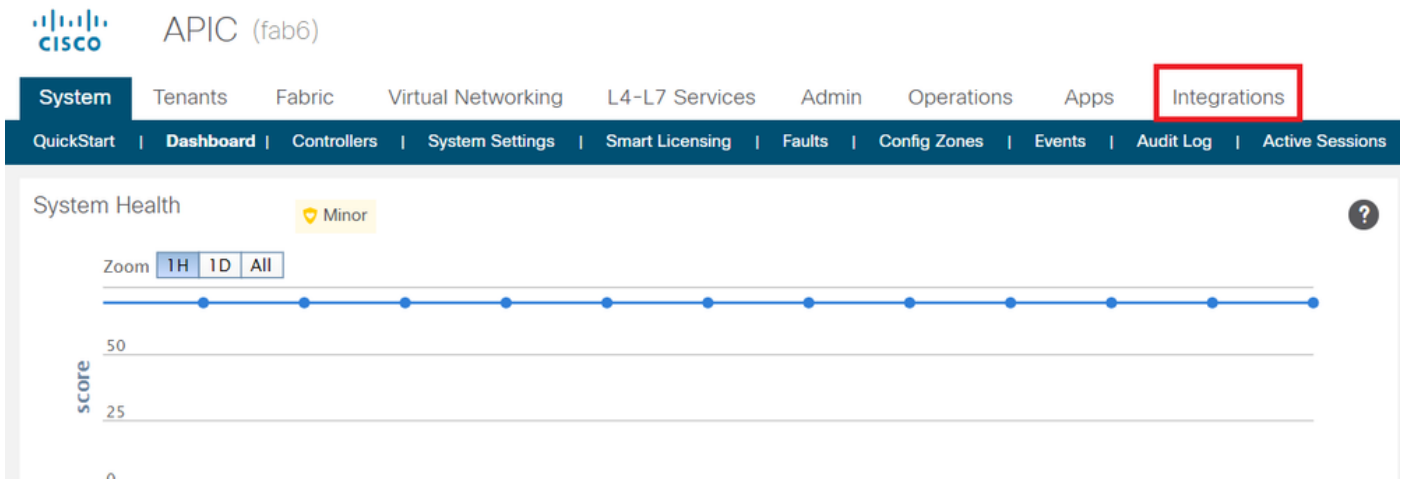 CISCO
APIC (fab6)
System Tenants Fabric Virtual Networking L4-L7 Services Admin Operations Apps Integrations
QuickStart | Dashboard | Controllers | System Settings | Smart Licensing | Faults | Config Zones | Events | Audit Log | Active Sessions
System Health
Minor
?
Zoom 1H 1D All
50
score
25
0